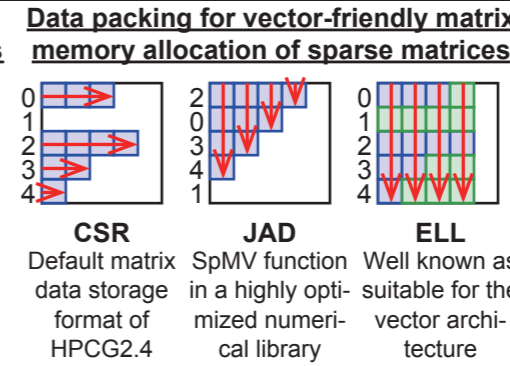 Data packing for vector-friendly matrix
memory allocation of sparse matrices
0
1
2
3
4
2
0
3
4
1
0
1
2
3
4
CSR
Default matrix
data storage
format of
HPCG2.4
JAD
SpMV function
in a highly opti-
mized numeri-
cal library
ELL
Well known as
suitable for the
vector archi-
tecture